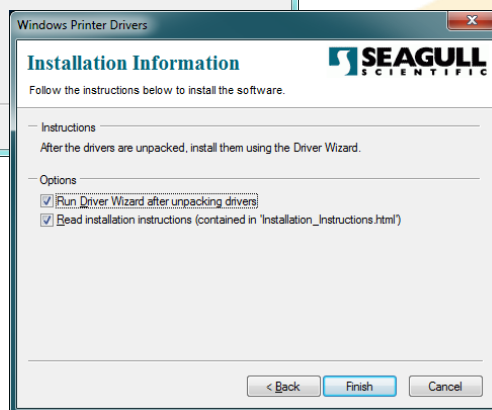 Windows Printer Drivers
Installation Information
SEAGULL
SCIENTIFIC
Follow the instructions below to install the software.
Instructions
After the drivers are unpacked, install them using the Driver Wizard.
Options
Run Driver Wizard after unpacking drivers
Read installation instructions (contained in 'Installation_Instructions.html')
< Back
Finish
Cancel